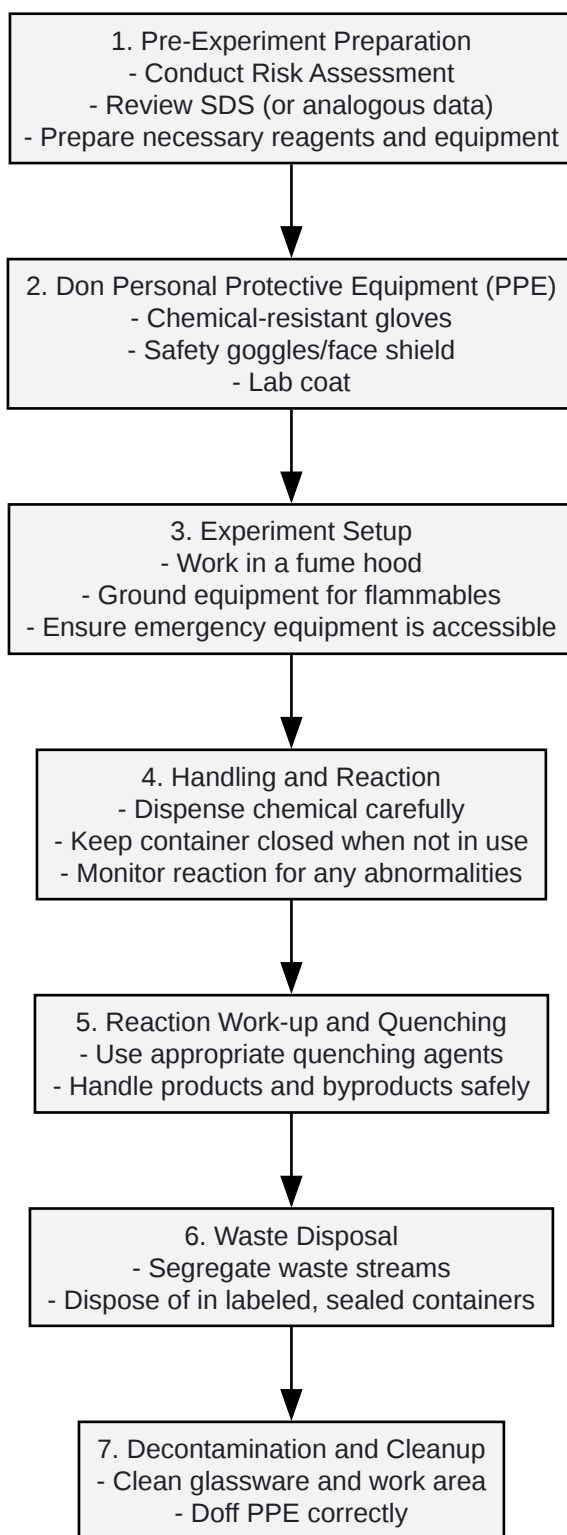 1. Pre-Experiment Preparation
- Conduct Risk Assessment
- Review SDS (or analogous data)
- Prepare necessary reagents and equipment
2. Don Personal Protective Equipment (PPE)
- Chemical-resistant gloves
- Safety goggles/face shield
- Lab coat
3. Experiment Setup
- Work in a fume hood
- Ground equipment for flammables
- Ensure emergency equipment is accessible
4. Handling and Reaction
- Dispense chemical carefully
- Keep container closed when not in use
- Monitor reaction for any abnormalities
5. Reaction Work-up and Quenching
- Use appropriate quenching agents
- Handle products and byproducts safely
6. Waste Disposal
- Segregate waste streams
- Dispose of in labeled, sealed containers
7. Decontamination and Cleanup
- Clean glassware and work area
- Doff PPE correctly